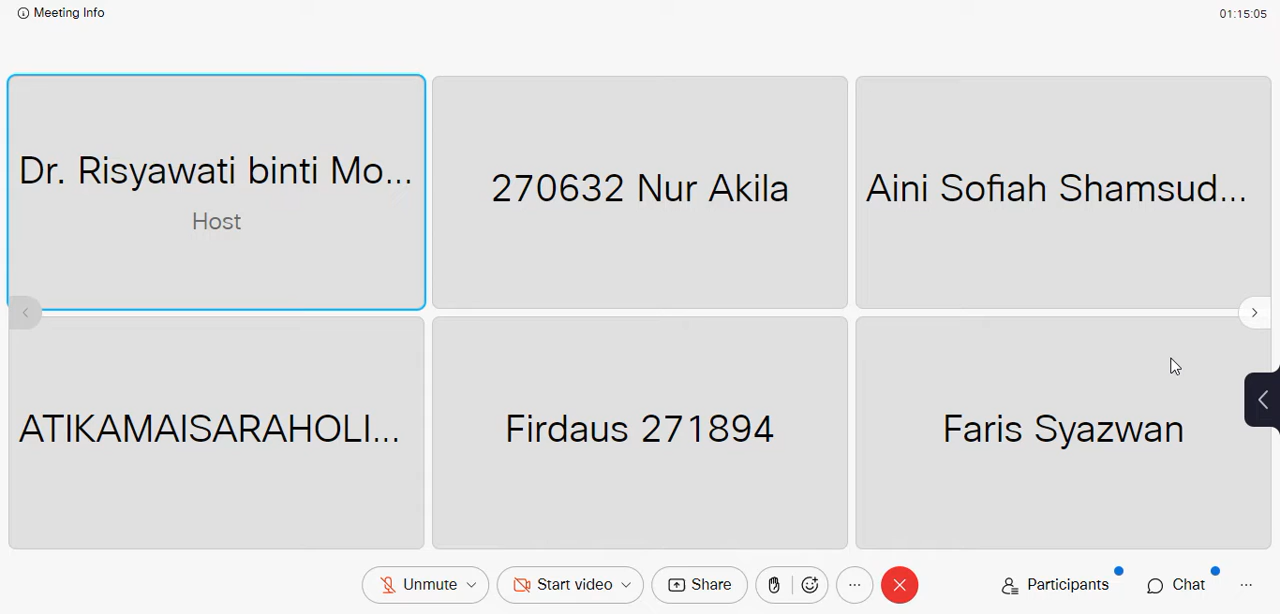 Meeting Info
01:15:05
Dr. Risyawati binti Mo...
Host
270632 Nur Akila
Aini Sofiah Shamsud...
ATIKAMAISARAHOLI...
Firdaus 271894
Faris Syazwan
Unmute
Start video
Share
Participants
Chat